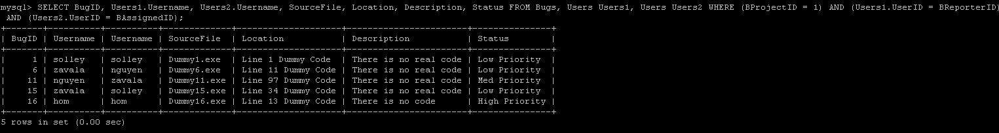 mysql> SELECT BugID, Users1.Username, Users2.Username, SourceFile, Location, Description, Status FROM Bugs, Users Users1, Users Users2 WHERE (BProjectID = 1) AND (Users1.UserID = BReporterID)
 AND (Users2.UserID = BAssignedID);
+-------+----------+----------+-------------+--------------------+-----------------------+---------------+
| BugID | Username | Username | SourceFile  | Location           | Description           | Status        |
+-------+----------+----------+-------------+--------------------+-----------------------+---------------+
|     1 | solley   | solley   | Dummy1.exe  | Line 1 Dummy Code  | There is no real code | Low Priority  |
|     6 | zavala   | nguyen   | Dummy6.exe  | Line 11 Dummy Code | There is no real code | Low Priority  |
|    11 | nguyen   | zavala   | Dummy11.exe | Line 97 Dummy Code | There is no real code | Med Priority  |
|    15 | zavala   | solley   | Dummy15.exe | Line 34 Dummy Code | There is no real code | Low Priority  |
|    16 | hom      | hom      | Dummy16.exe | Line 13 Dummy Code | There is no code      | High Priority |
+-------+----------+----------+-------------+--------------------+-----------------------+---------------+
5 rows in set (0.00 sec)